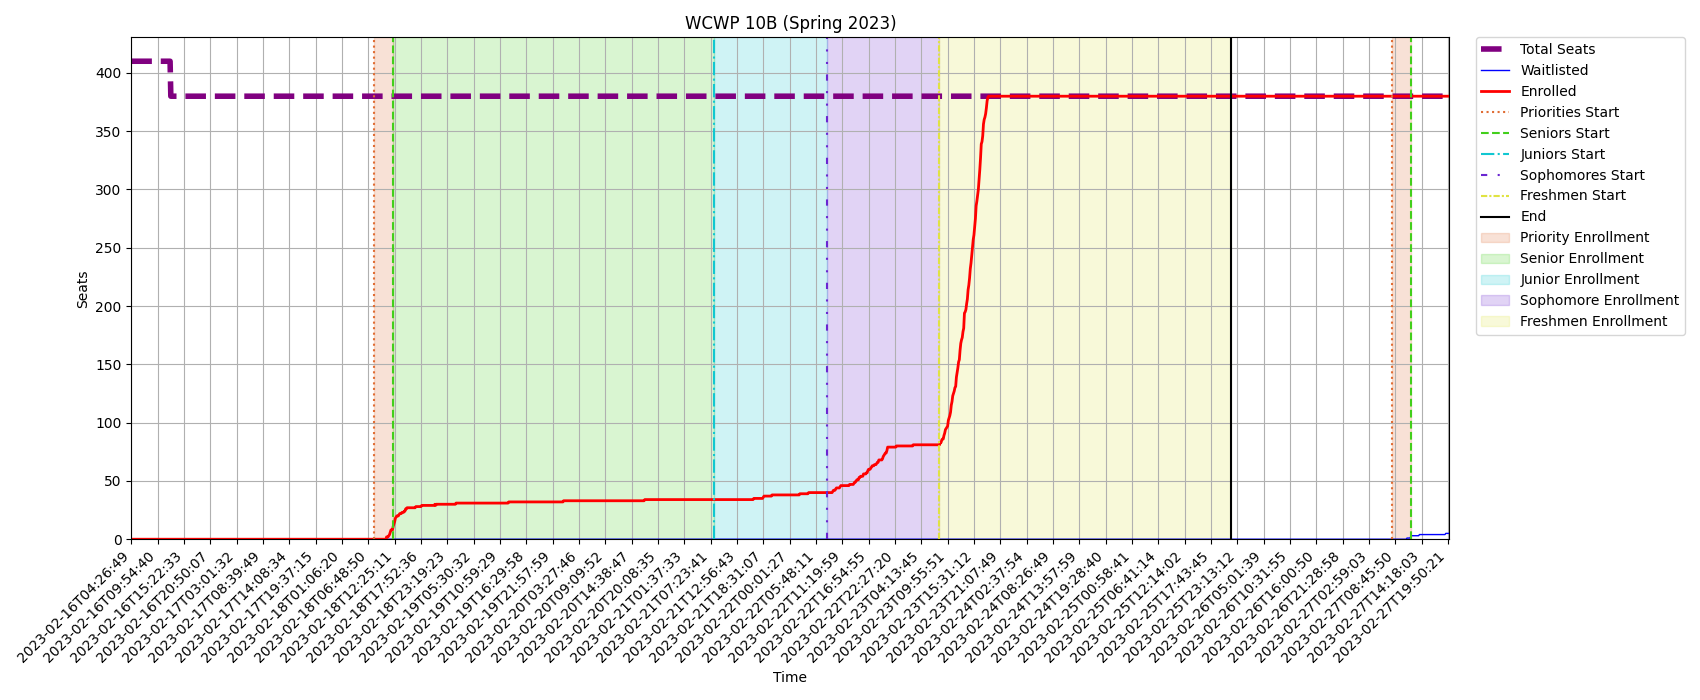 WCWP 10B (Spring 2023)
Seats
400
350
300
250
200
150
100
50
0
2023-02-16T04:26:49
2023-02-16T09:54:40
2023-02-16T15:22:33
2023-02-16T20:50:07
2023-02-17T03:01:32
2023-02-17T08:39:49
2023-02-17T14:08:34
2023-02-17T19:37:15
2023-02-18T01:06:20
2023-02-18T06:48:50
2023-02-18T12:25:11
2023-02-18T17:52:36
2023-02-18T23:19:23
2023-02-19T05:30:32
2023-02-19T10:59:29
2023-02-19T16:29:58
2023-02-19T21:57:59
2023-02-20T03:27:46
2023-02-20T09:09:52
2023-02-20T14:38:47
2023-02-20T20:08:35
2023-02-21T01:37:33
2023-02-21T07:23:41
2023-02-21T12:56:43
2023-02-21T18:31:07
2023-02-22T00:01:27
2023-02-22T05:48:11
2023-02-22T11:19:59
2023-02-22T16:54:55
2023-02-22T22:27:20
2023-02-23T04:13:45
2023-02-23T09:55:51
2023-02-23T15:31:12
2023-02-23T21:07:49
2023-02-24T02:37:54
2023-02-24T08:26:49
2023-02-24T13:57:59
2023-02-24T19:28:40
2023-02-25T00:58:41
2023-02-25T06:41:14
2023-02-25T12:14:02
2023-02-25T17:43:45
2023-02-25T23:13:12
2023-02-26T05:01:39
2023-02-26T10:31:55
2023-02-26T16:00:50
2023-02-26T21:28:58
2023-02-27T02:59:03
2023-02-27T08:45:50
2023-02-27T14:18:03
2023-02-27T19:50:21
Time
Total Seats
Waitlisted
Enrolled
Priorities Start
Seniors Start
Juniors Start
Sophomores Start
Freshmen Start
End
Priority Enrollment
Senior Enrollment
Junior Enrollment
Sophomore Enrollment
Freshmen Enrollment